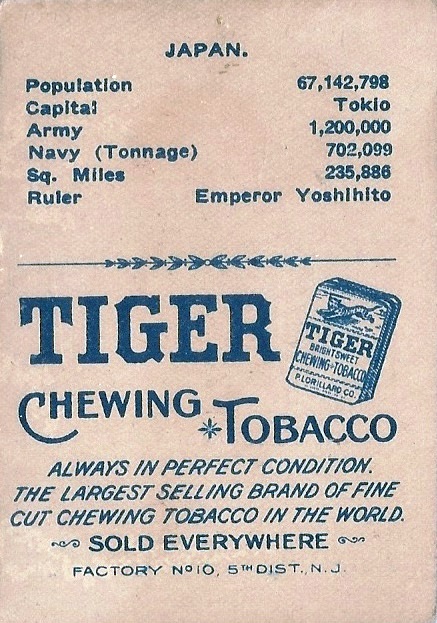 JAPAN.
Population 67,142,798
Capital Tokio
Army 1,200,000
Navy (Tonnage) 702,099
Sq. Miles 235,886
Ruler Emperor Yoshihito
TIGER
TIGER
BRIGHT SWEET
CHEWING TOBACCO
P. LORILLARD CO.
CHEWING TOBACCO
ALWAYS IN PERFECT CONDITION.
THE LARGEST SELLING BRAND OF FINE
CUT CHEWING TOBACCO IN THE WORLD.
SOLD EVERYWHERE
FACTORY Nº 10, 5TH DIST., N.J.